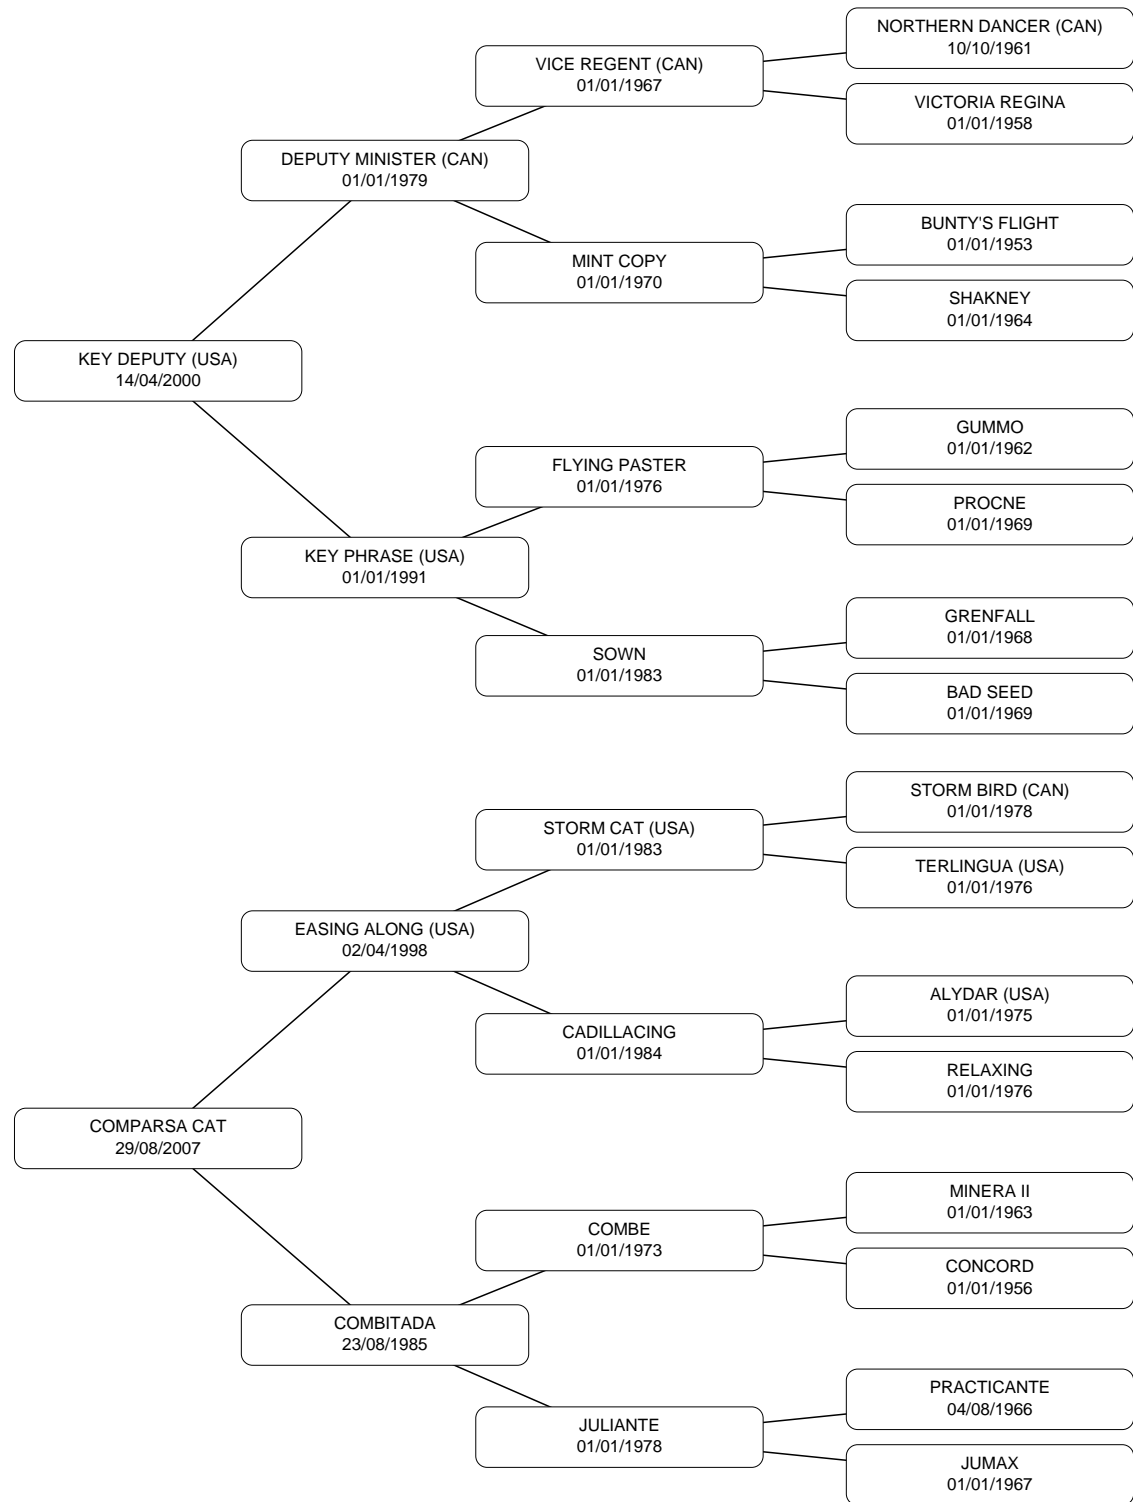 NORTHERN DANCER (CAN)
10/10/1961
VICE REGENT (CAN)
01/01/1967
VICTORIA REGINA
01/01/1958
DEPUTY MINISTER (CAN)
01/01/1979
BUNTY'S FLIGHT
01/01/1953
MINT COPY
01/01/1970
SHAKNEY
01/01/1964
KEY DEPUTY (USA)
14/04/2000
GUMMO
01/01/1962
FLYING PASTER
01/01/1976
PROCNE
01/01/1969
KEY PHRASE (USA)
01/01/1991
GRENFALL
01/01/1968
SOWN
01/01/1983
BAD SEED
01/01/1969
STORM BIRD (CAN)
01/01/1978
STORM CAT (USA)
01/01/1983
TERLINGUA (USA)
01/01/1976
EASING ALONG (USA)
02/04/1998
ALYDAR (USA)
01/01/1975
CADILLACING
01/01/1984
RELAXING
01/01/1976
COMPARSA CAT
29/08/2007
MINERA II
01/01/1963
COMBE
01/01/1973
CONCORD
01/01/1956
COMBITADA
23/08/1985
PRACTICANTE
04/08/1966
JULIANTE
01/01/1978
JUMAX
01/01/1967